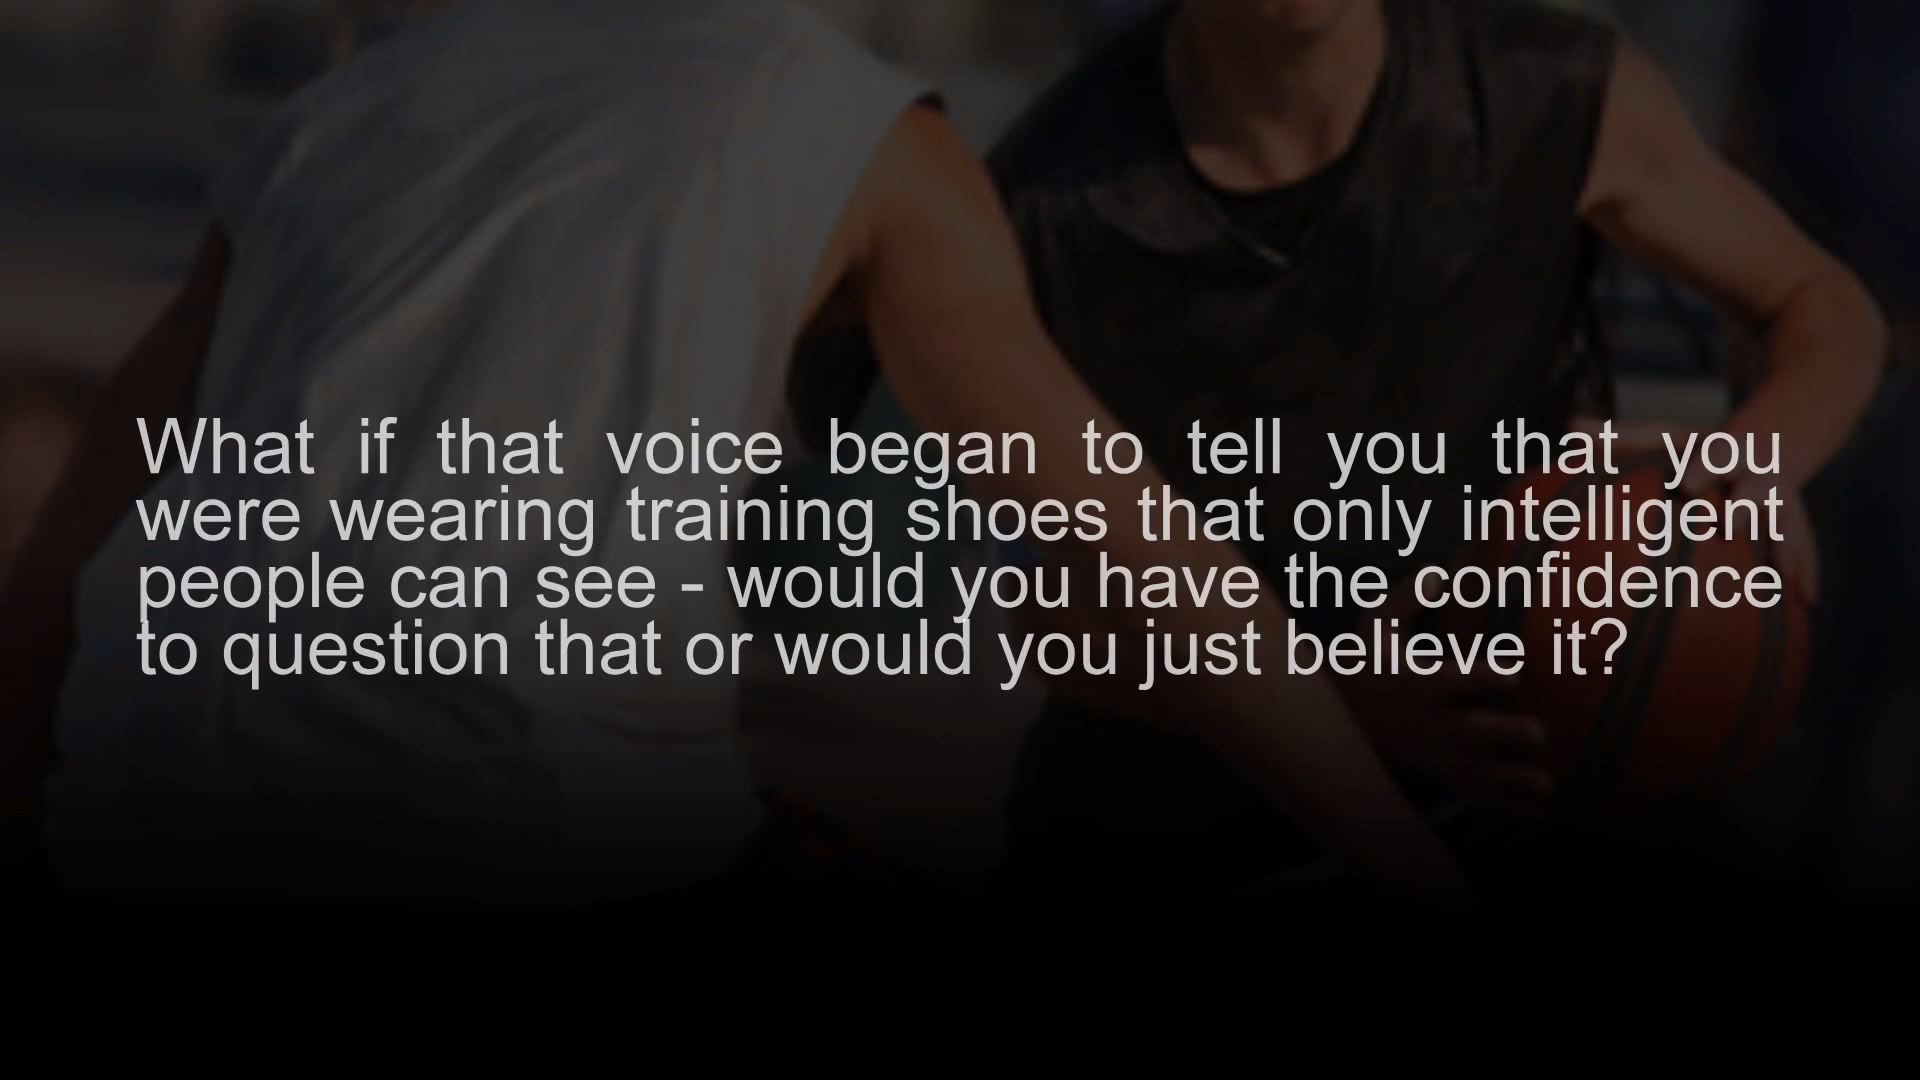 What if that voice began to tell you that you
were wearing training shoes that only intelligent
people can see - would you have the confidence
to question that or would you just believe it?